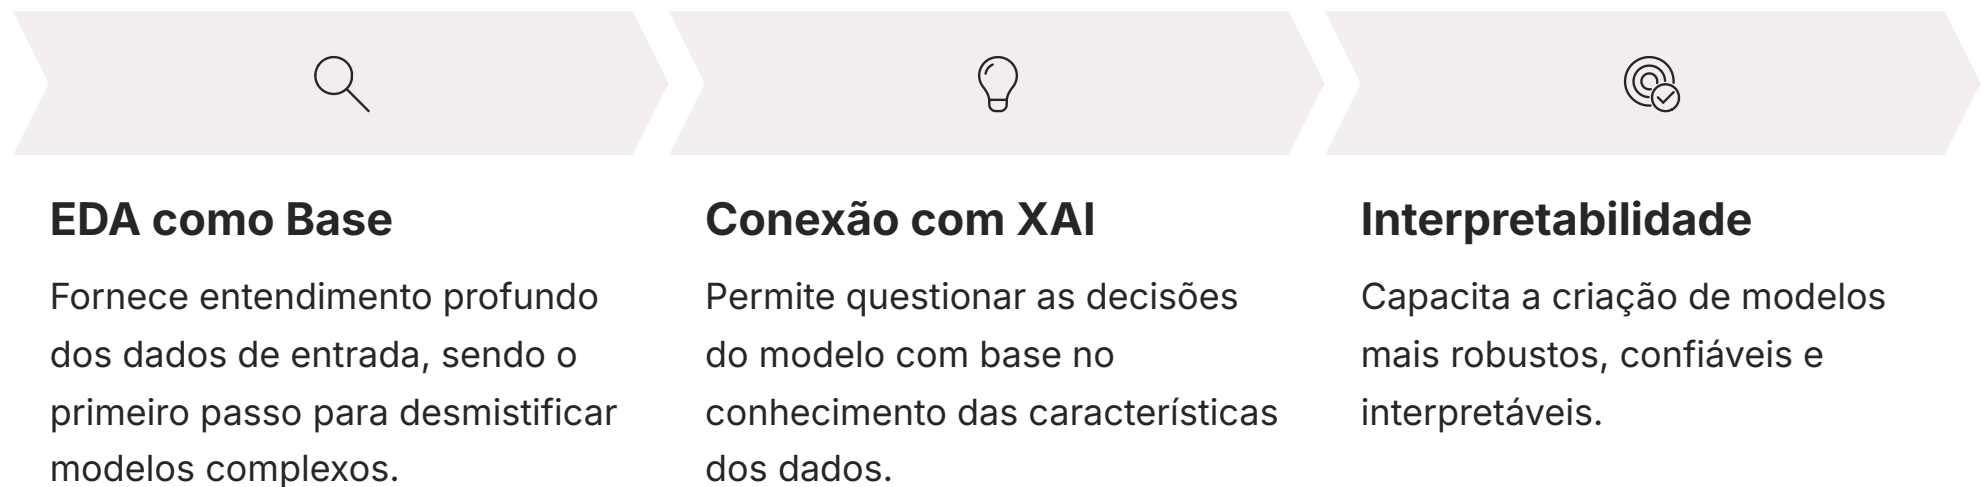 EDA como Base
Fornece entendimento profundo
dos dados de entrada, sendo o
primeiro passo para desmistificar
modelos complexos.
Conexão com XAI
Permite questionar as decisões
do modelo com base no
conhecimento das características
dos dados.
Interpretabilidade
Capacita a criação de modelos
mais robustos, confiáveis e
interpretáveis.